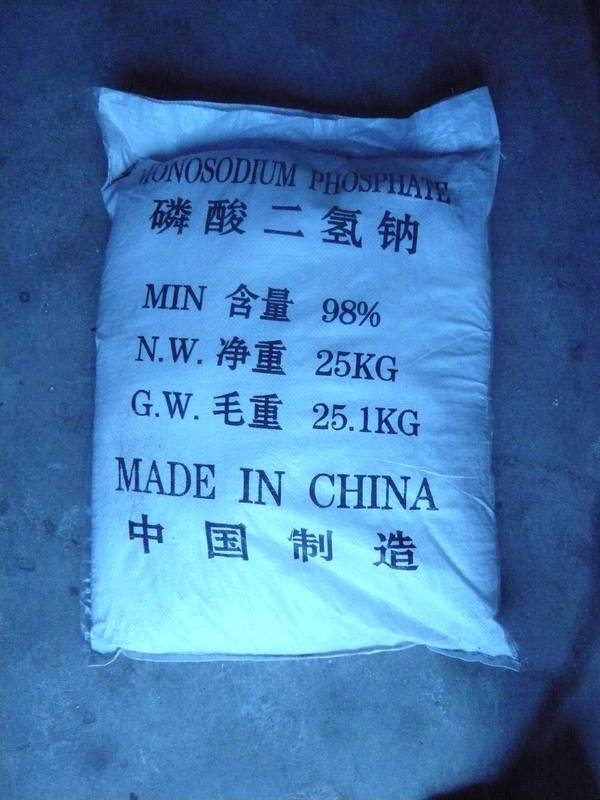 MONOSODIUM PHOSPHATE
磷酸二氢钠
MIN 含量 98%
N.W. 净重 25KG
G.W. 毛重 25.1KG
MADE IN CHINA
中国制造